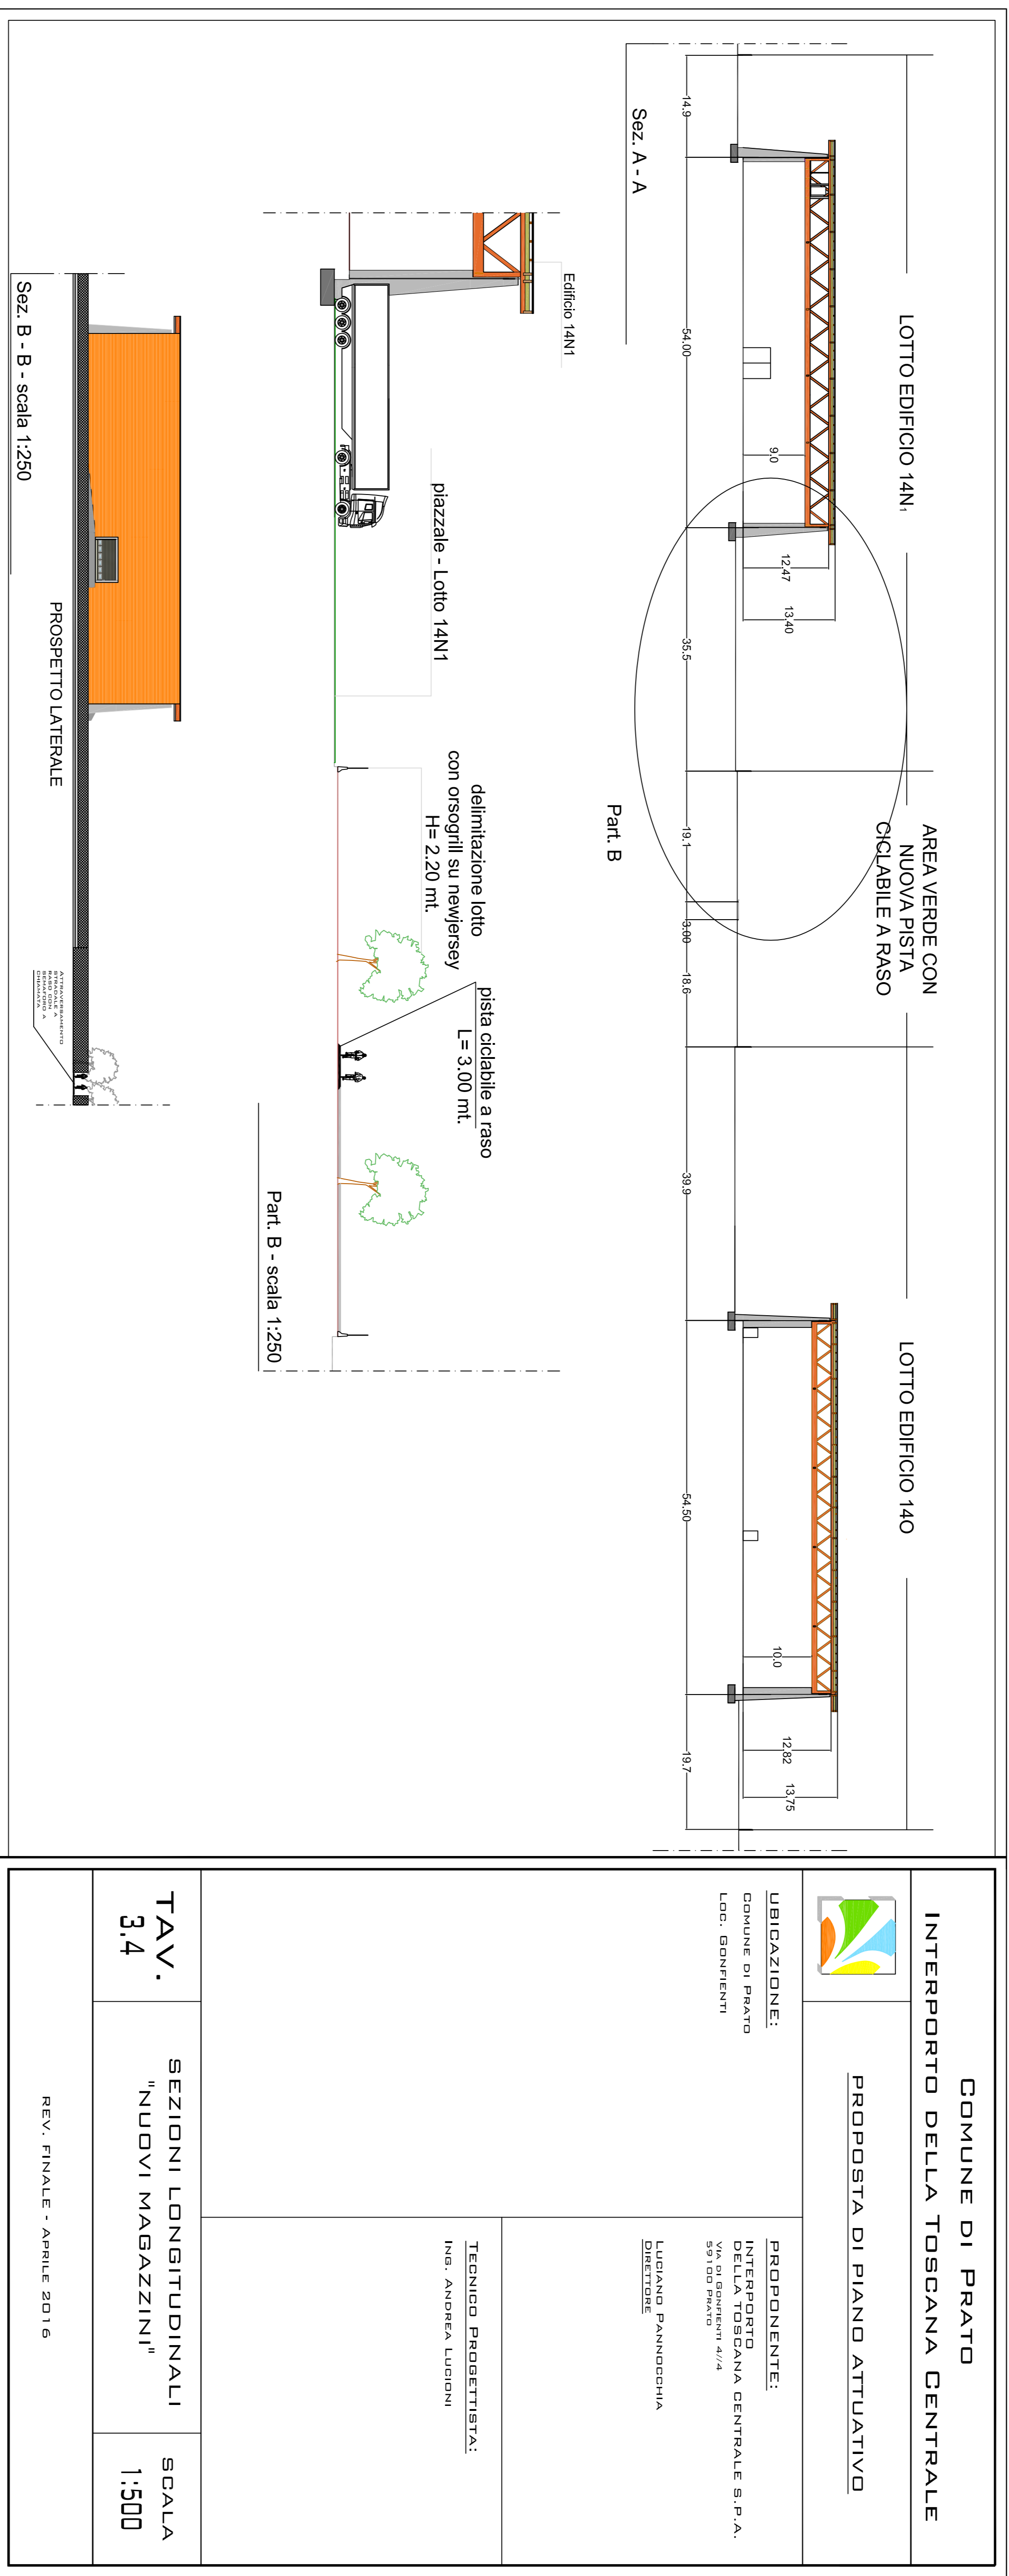 LOTTO EDIFICIO 14N1
AREA VERDE CON
NUOVA PISTA
CICLABILE A RASO
LOTTO EDIFICIO 14O
9.0
12.47
13.40
10.0
12.82
13.75
14.9
54.00
35.5
19.1
3.00
18.6
39.9
54.50
19.7
Sez. A - A
Part. B
Edificio 14N1
piazzale - Lotto 14N1
delimitazione lotto
con orsogrill su newjersey
H= 2.20 mt.
pista ciclabile a raso
L= 3.00 mt.
Part. B - scala 1:250
PROSPETTO LATERALE
ATTRAVERSAMENTO
STRADALE A
RASO CON
SEMAFORO A
CHIAMATA
Sez. B - B - scala 1:250
COMUNE DI PRATO
INTERPORTO DELLA TOSCANA CENTRALE
PROPOSTA DI PIANO ATTUATIVO
UBICAZIONE:
COMUNE DI PRATO
LOC. GONFIENTI
PROPONENTE:
INTERPORTO
DELLA TOSCANA CENTRALE S.P.A.
VIA DI GONFIENTI 4/4
59100 PRATO
LUCIANO PANNOCCHIA
DIRETTORE
TECNICO PROGETTISTA:
ING. ANDREA LUCIONI
TAV.
3.4
SEZIONI LONGITUDINALI
"NUOVI MAGAZZINI"
SCALA
1:500
REV. FINALE - APRILE 2016